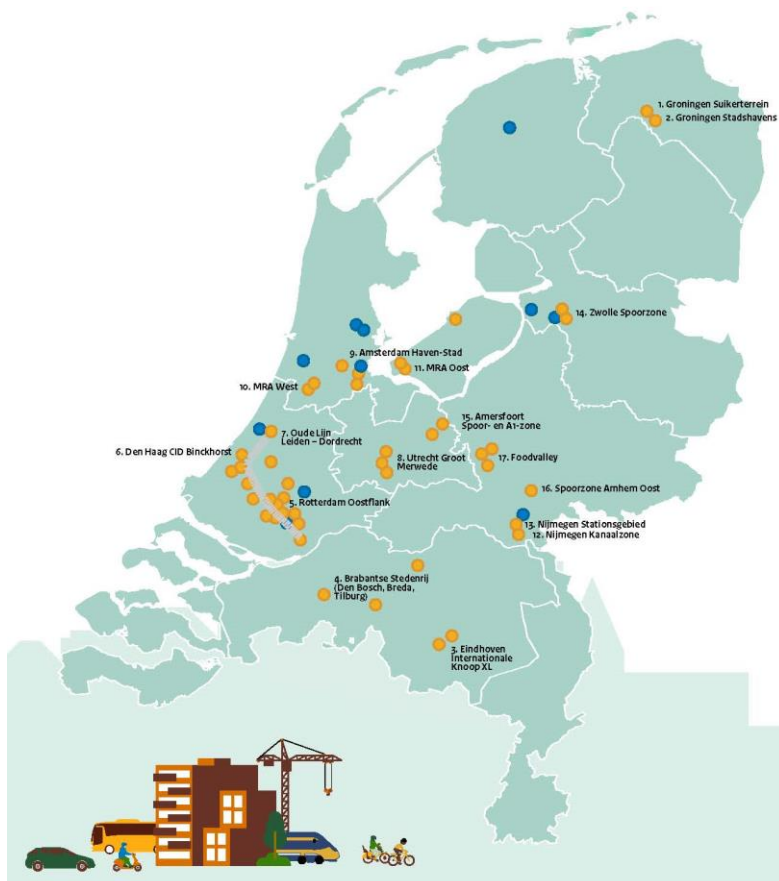 1. Groningen Suikerterrein
2. Groningen Stadshavens
14. Zwolle Spoorzone
9. Amsterdam Haven-Stad
11. MRA Oost
10. MRA West
15. Amersfoort
Spoor- en A1-zone
7. Oude Lijn
Leiden – Dordrecht
6. Den Haag CID Binckhorst
8. Utrecht Groot
Merwede
17. Foodvalley
16. Spoorzone Arnhem Oost
5. Rotterdam Oostflank
13. Nijmegen Stationsgebied
12. Nijmegen Kanaalzone
4. Brabantse Stedenrij
(Den Bosch, Breda,
Tilburg)
3. Eindhoven
Internationale
Knoop XL